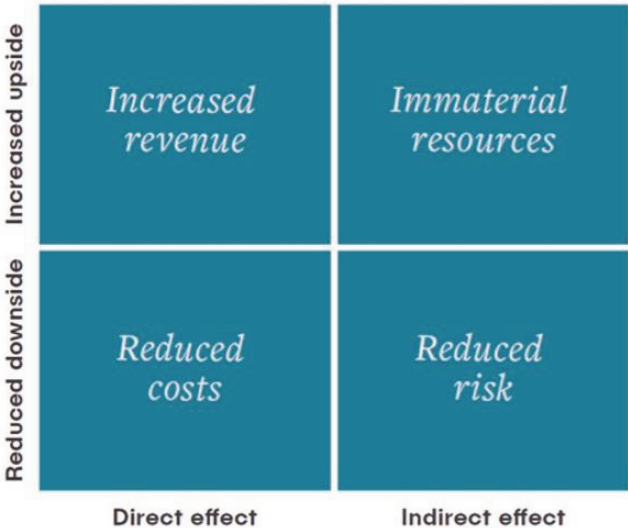 Increased upside
Increased
revenue
Immaterial
resources
Reduced downside
Reduced
costs
Reduced
risk
Direct effect
Indirect effect